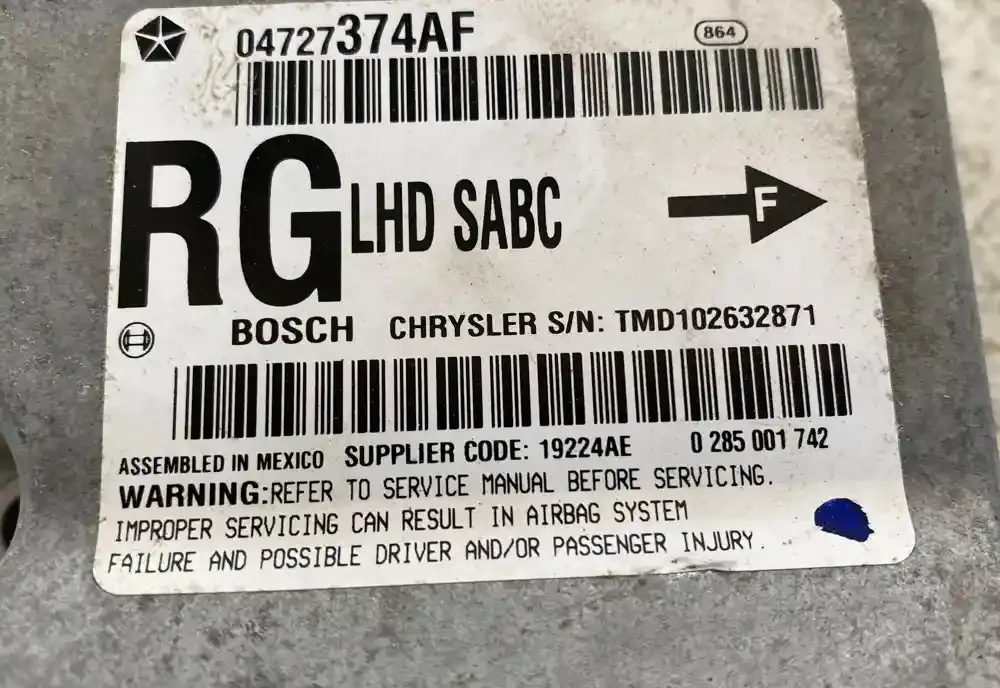 04727374AF 864
RG LHD SABC F
BOSCH CHRYSLER S/N: TMD102632871
ASSEMBLED IN MEXICO SUPPLIER CODE: 19224AE 0 285 001 742
WARNING:REFER TO SERVICE MANUAL BEFORE SERVICING.
IMPROPER SERVICING CAN RESULT IN AIRBAG SYSTEM
FAILURE AND POSSIBLE DRIVER AND/OR PASSENGER INJURY.